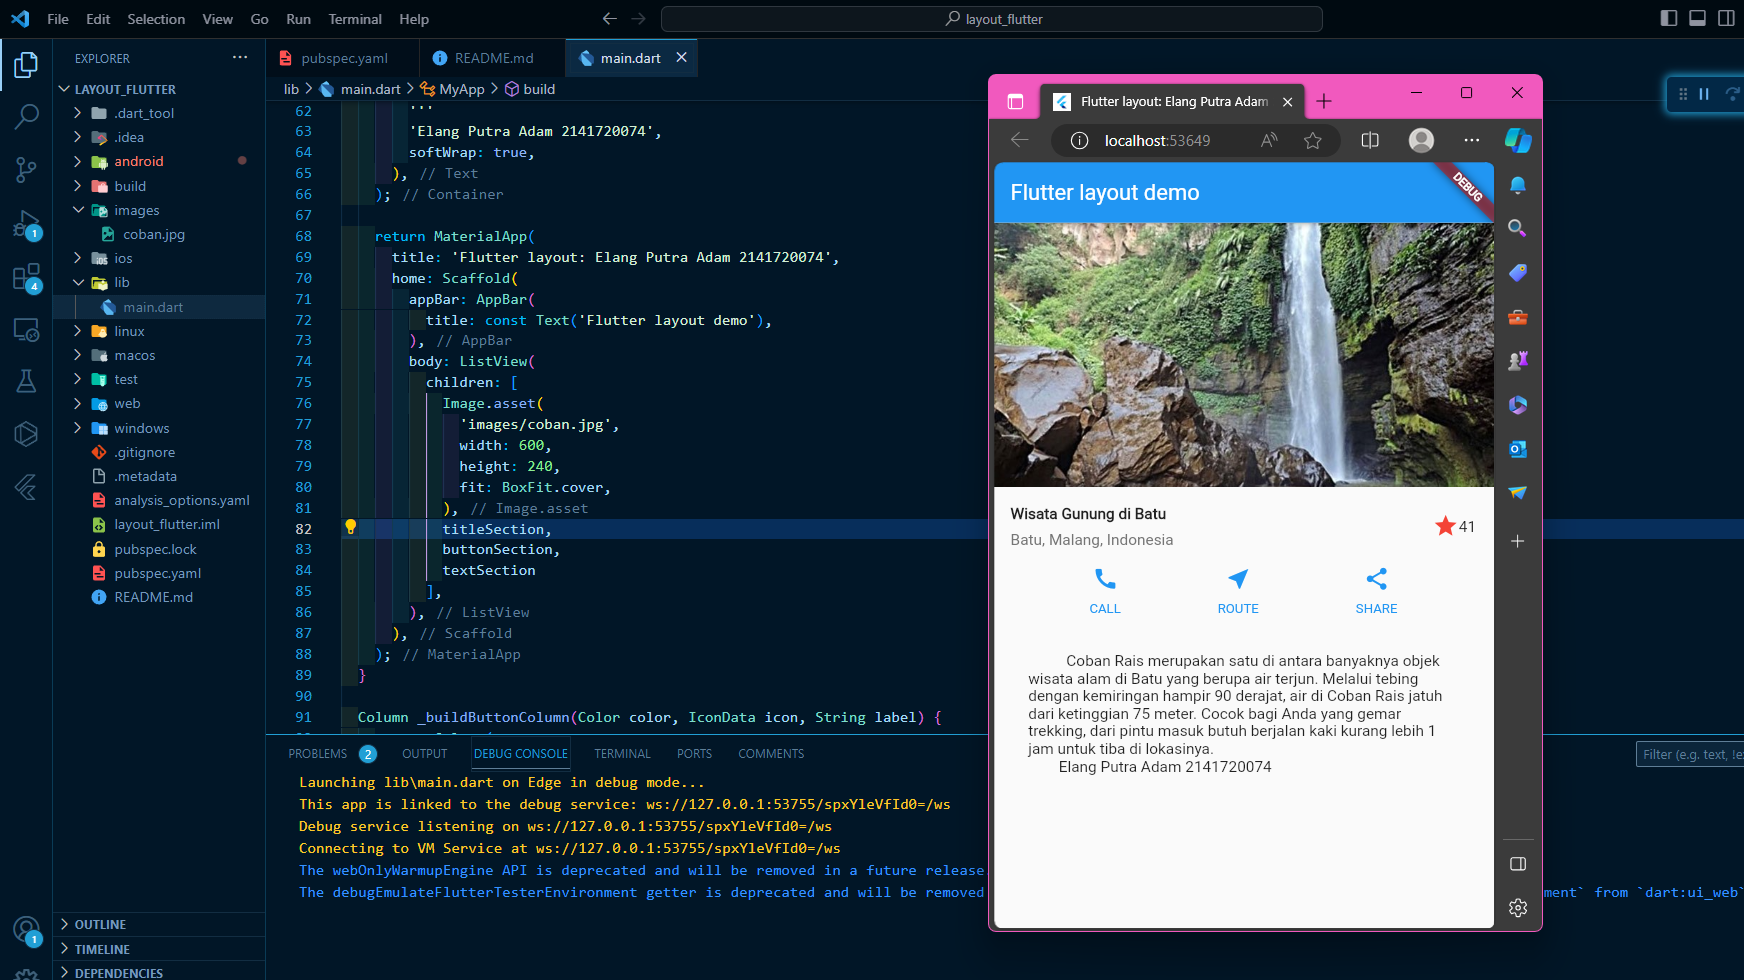 File Edit Selection View Go Run Terminal Help
layout_flutter
EXPLORER
LAYOUT_FLUTTER
.dart_tool
.idea
android
build
images
coban.jpg
ios
lib
main.dart
linux
macos
test
web
windows
.gitignore
.metadata
analysis_options.yaml
layout_flutter.iml
pubspec.lock
pubspec.yaml
README.md
OUTLINE
TIMELINE
DEPENDENCIES
1
4
1
pubspec.yaml README.md main.dart
lib > main.dart > MyApp > build
62 '''
63 'Elang Putra Adam 2141720074',
64 softWrap: true,
65 ), // Text
66 ); // Container
67
68 return MaterialApp(
69 title: 'Flutter layout: Elang Putra Adam 2141720074',
70 home: Scaffold(
71 appBar: AppBar(
72 title: const Text('Flutter layout demo'),
73 ), // AppBar
74 body: ListView(
75 children: [
76 Image.asset(
77 'images/coban.jpg',
78 width: 600,
79 height: 240,
80 fit: BoxFit.cover,
81 ), // Image.asset
82 titleSection,
83 buttonSection,
84 textSection
85 ],
86 ), // ListView
87 ), // Scaffold
88 ); // MaterialApp
89 }
90
91 Column _buildButtonColumn(Color color, IconData icon, String label) {
PROBLEMS 2 OUTPUT DEBUG CONSOLE TERMINAL PORTS COMMENTS
Filter (e.g. text, !ex
Launching lib\main.dart on Edge in debug mode...
This app is linked to the debug service: ws://127.0.0.1:53755/spxYleVfId0=/ws
Debug service listening on ws://127.0.0.1:53755/spxYleVfId0=/ws
Connecting to VM Service at ws://127.0.0.1:53755/spxYleVfId0=/ws
The webOnlyWarmupEngine API is deprecated and will be removed in a future release
The debugEmulateFlutterTesterEnvironment getter is deprecated and will be removed
ment` from `dart:ui_web`
Flutter layout: Elang Putra Adam
localhost:53649
Flutter layout demo
DEBUG
Wisata Gunung di Batu
Batu, Malang, Indonesia
41
CALL ROUTE SHARE
Coban Rais merupakan satu di antara banyaknya objek
wisata alam di Batu yang berupa air terjun. Melalui tebing
dengan kemiringan hampir 90 derajat, air di Coban Rais jatuh
dari ketinggian 75 meter. Cocok bagi Anda yang gemar
trekking, dari pintu masuk butuh berjalan kaki kurang lebih 1
jam untuk tiba di lokasinya.
Elang Putra Adam 2141720074